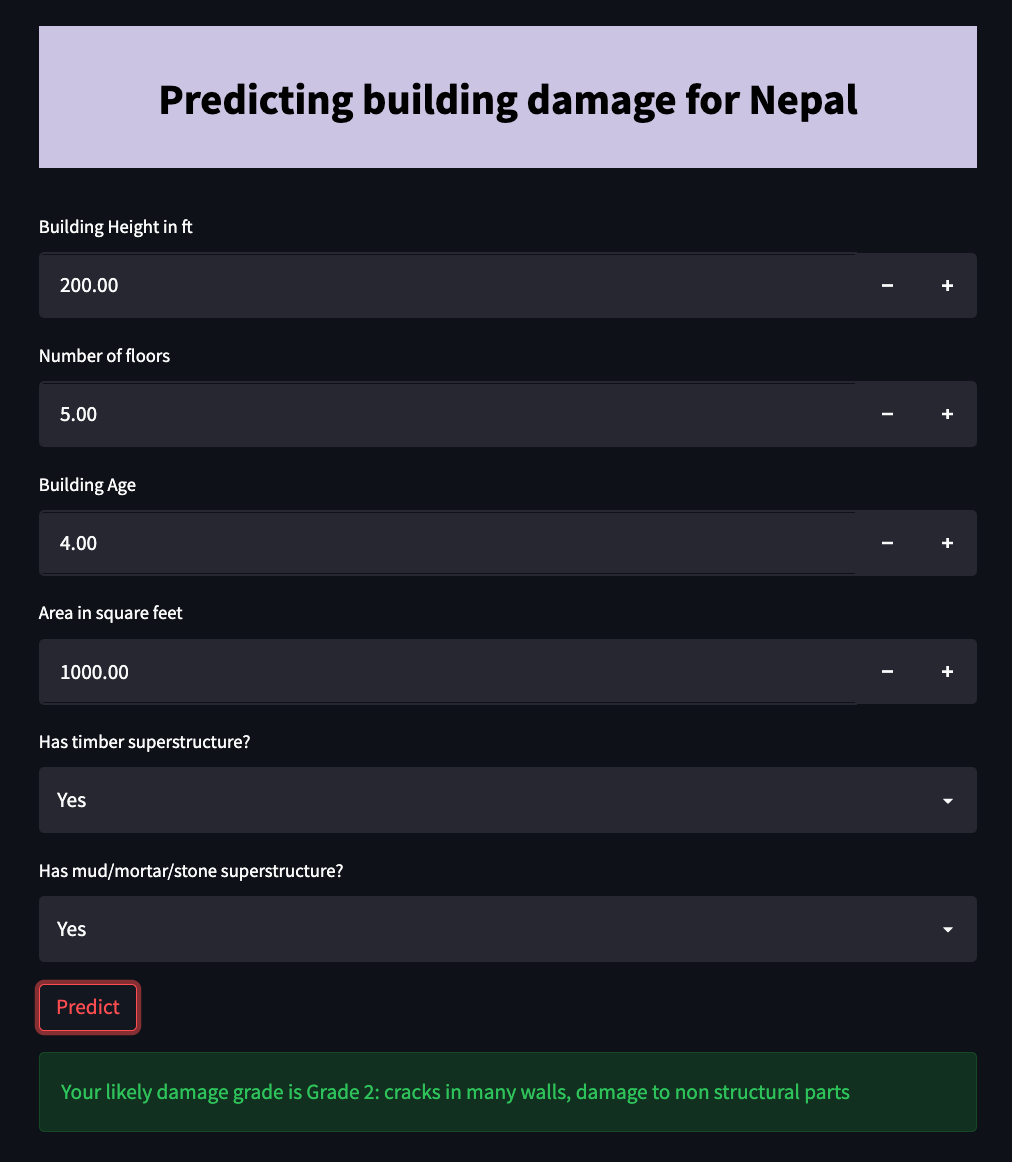 Predicting building damage for Nepal
Building Height in ft
200.00
Number of floors
5.00
Building Age
4.00
Area in square feet
1000.00
Has timber superstructure?
Yes
Has mud/mortar/stone superstructure?
Yes
Predict
Your likely damage grade is Grade 2: cracks in many walls, damage to non structural parts